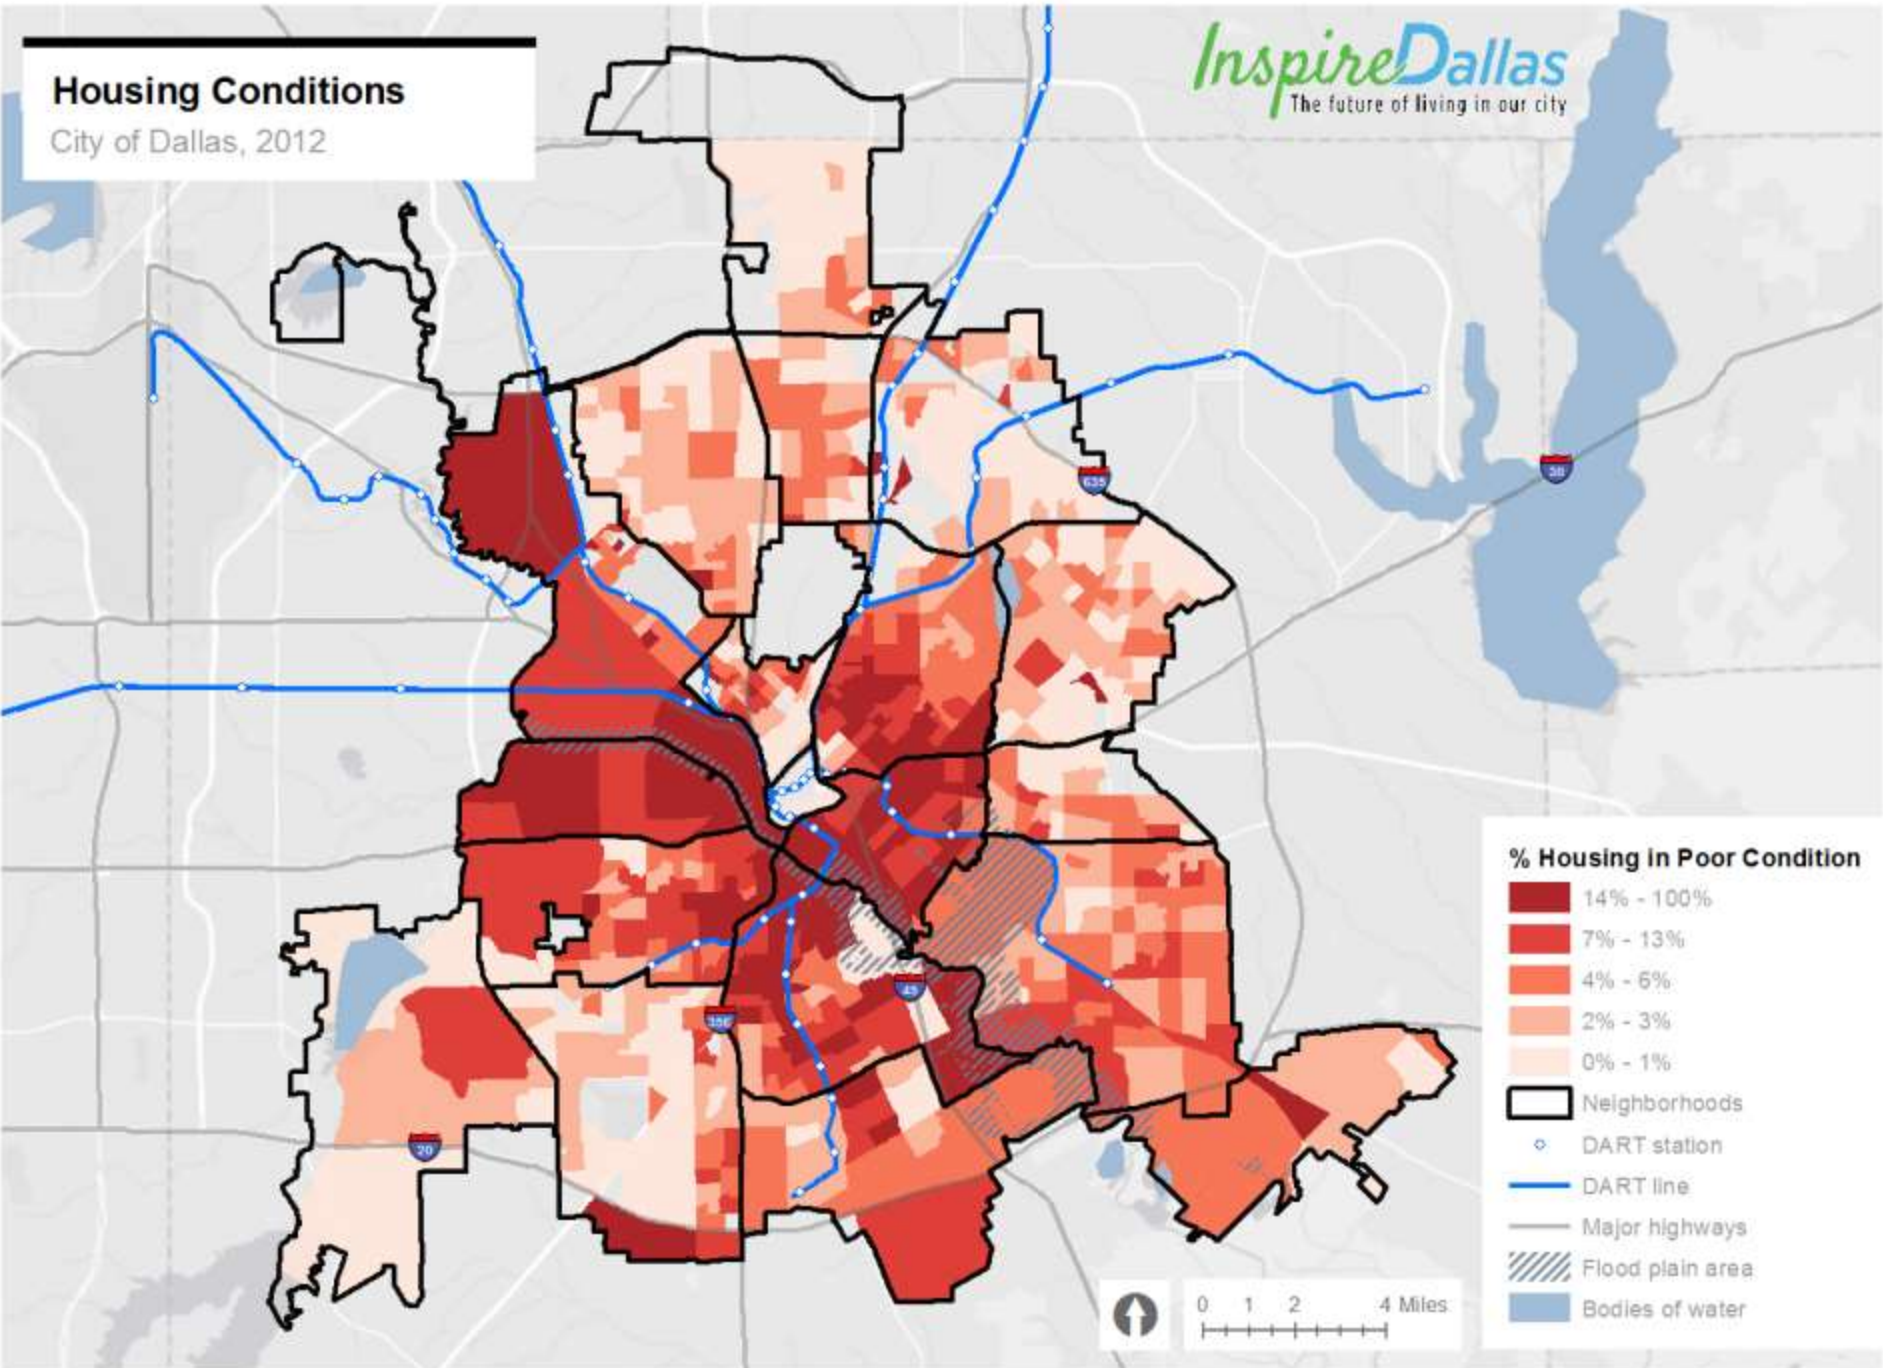 Housing Conditions
City of Dallas, 2012
InspireDallas
The future of living in our city
635
30
45
20
% Housing in Poor Condition
14% - 100%
7% - 13%
4% - 6%
2% - 3%
0% - 1%
Neighborhoods
DART station
DART line
Major highways
Flood plain area
Bodies of water
0 1 2 4 Miles